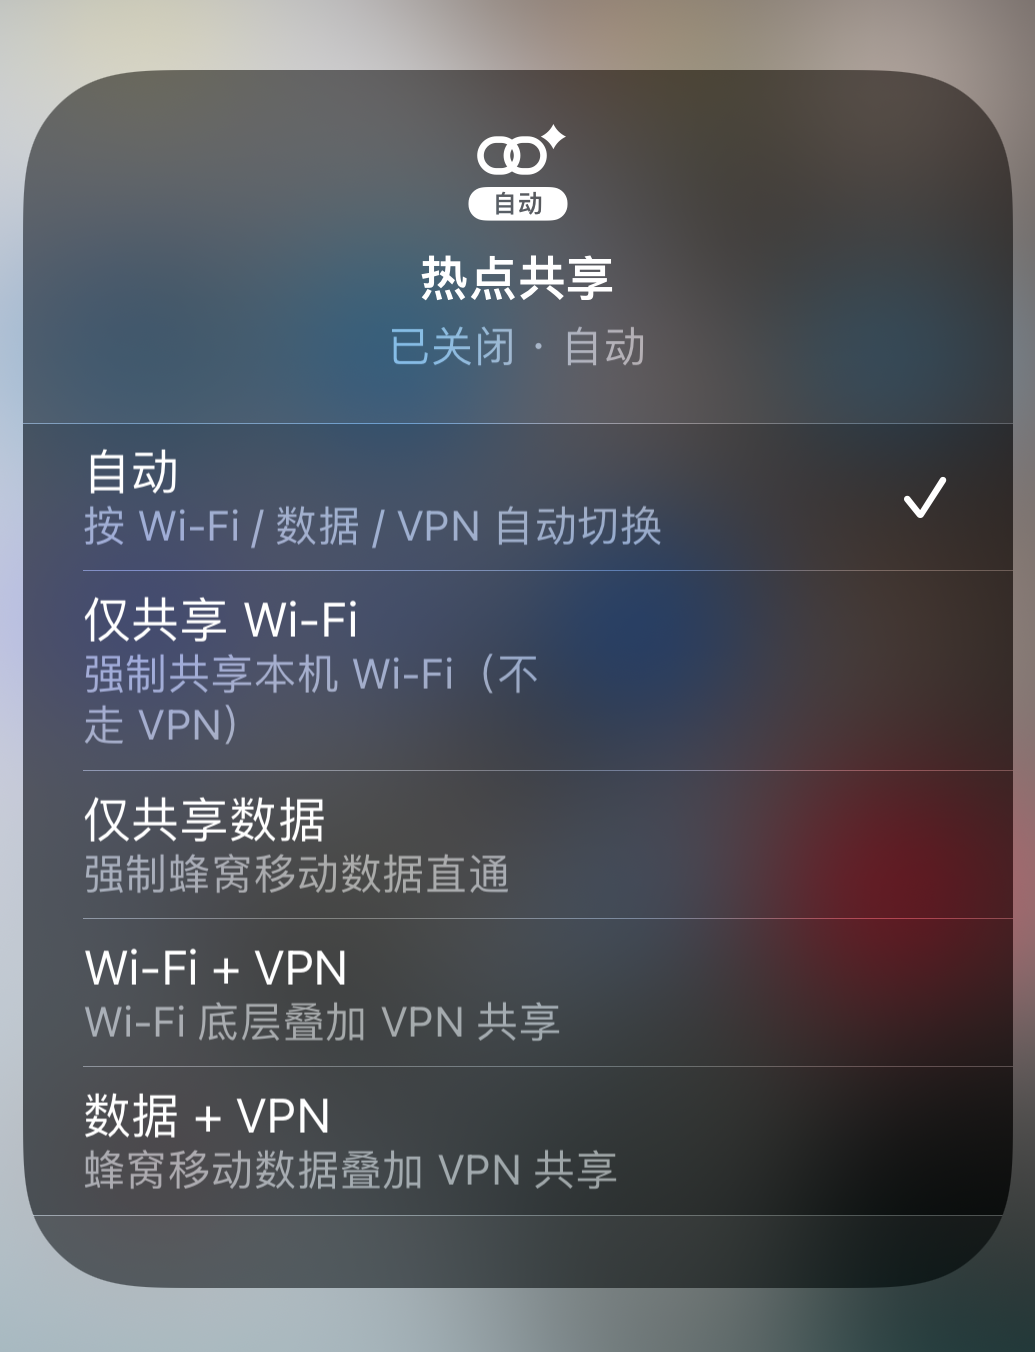 自动
热点共享
已关闭 · 自动
自动
按 Wi-Fi / 数据 / VPN 自动切换
仅共享 Wi-Fi
强制共享本机 Wi-Fi（不
走 VPN）
仅共享数据
强制蜂窝移动数据直通
Wi-Fi + VPN
Wi-Fi 底层叠加 VPN 共享
数据 + VPN
蜂窝移动数据叠加 VPN 共享